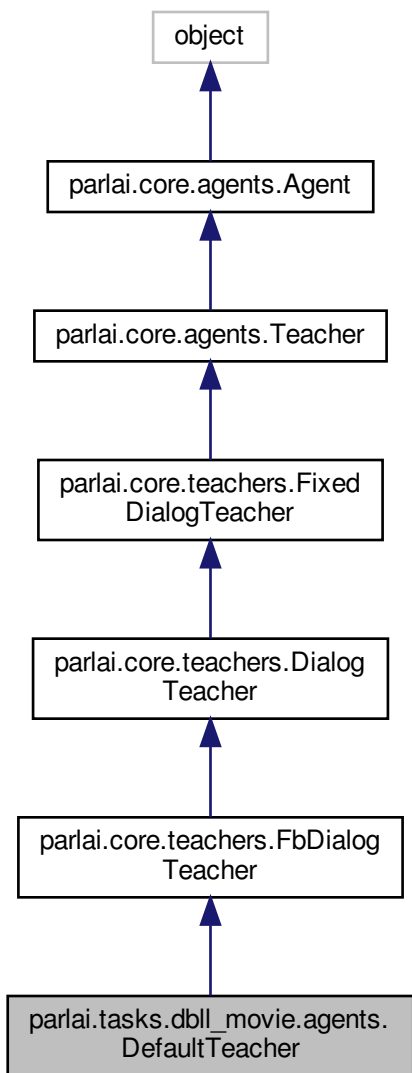 object
parlai.core.agents.Agent
parlai.core.agents.Teacher
parlai.core.teachers.Fixed
DialogTeacher
parlai.core.teachers.Dialog
Teacher
parlai.core.teachers.FbDialog
Teacher
parlai.tasks.dbll_movie.agents.
DefaultTeacher